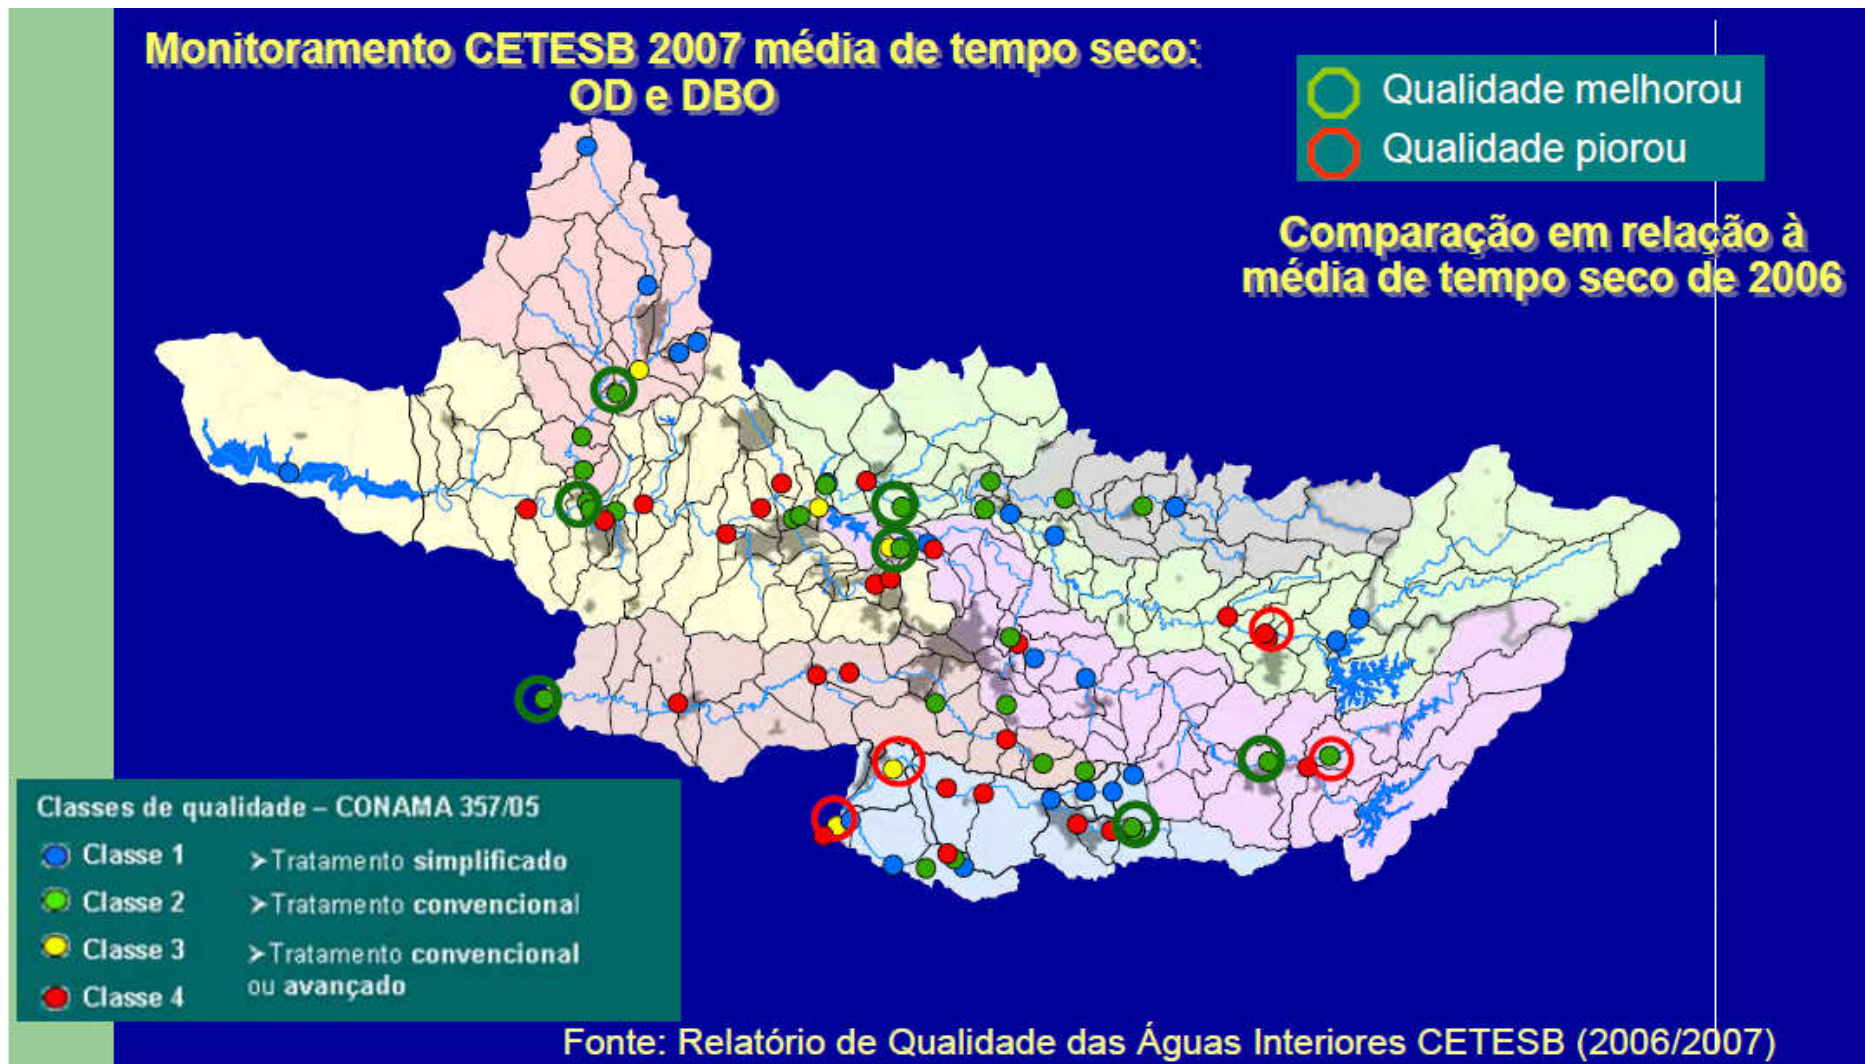 Monitoramento CETESB 2007 média de tempo seco:
OD e DBO
Qualidade melhorou
Qualidade piorou
Comparação em relação à
média de tempo seco de 2006
Classes de qualidade – CONAMA 357/05
Classe 1
➢Tratamento simplificado
Classe 2
➢Tratamento convencional
Classe 3
➢Tratamento convencional
ou avançado
Classe 4
Fonte: Relatório de Qualidade das Águas Interiores CETESB (2006/2007)